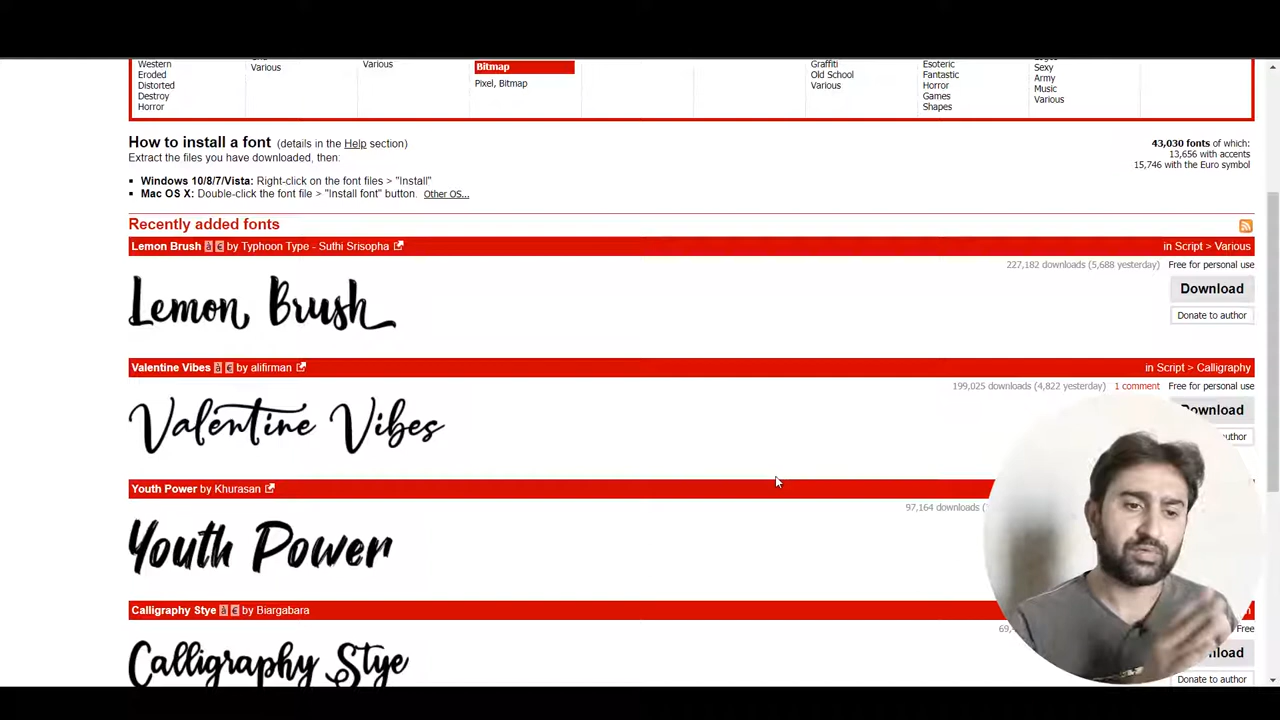 Western
Eroded
Distorted
Destroy
Horror
Various
Various
Bitmap
Pixel, Bitmap
Graffiti
Old School
Various
Esoteric
Fantastic
Horror
Games
Shapes
Sexy
Army
Music
Various
How to install a font (details in the Help section)
Extract the files you have downloaded, then:
Windows 10/8/7/Vista: Right-click on the font files > "Install"
Mac OS X: Double-click the font file > "Install font" button. Other OS...
43,030 fonts of which:
13,656 with accents
15,746 with the Euro symbol
Recently added fonts
Lemon Brush à € by Typhoon Type - Suthi Srisopha in Script > Various
227,182 downloads (5,688 yesterday) Free for personal use
Lemon Brush
Download
Donate to author
Valentine Vibes à € by alifirman in Script > Calligraphy
199,025 downloads (4,822 yesterday) 1 comment Free for personal use
Valentine Vibes
Download
author
Youth Power by Khurasan
97,164 downloads
Youth Power
Calligraphy Stye à € by Biargabara
69, Free
Calligraphy Stye
nload
Donate to author